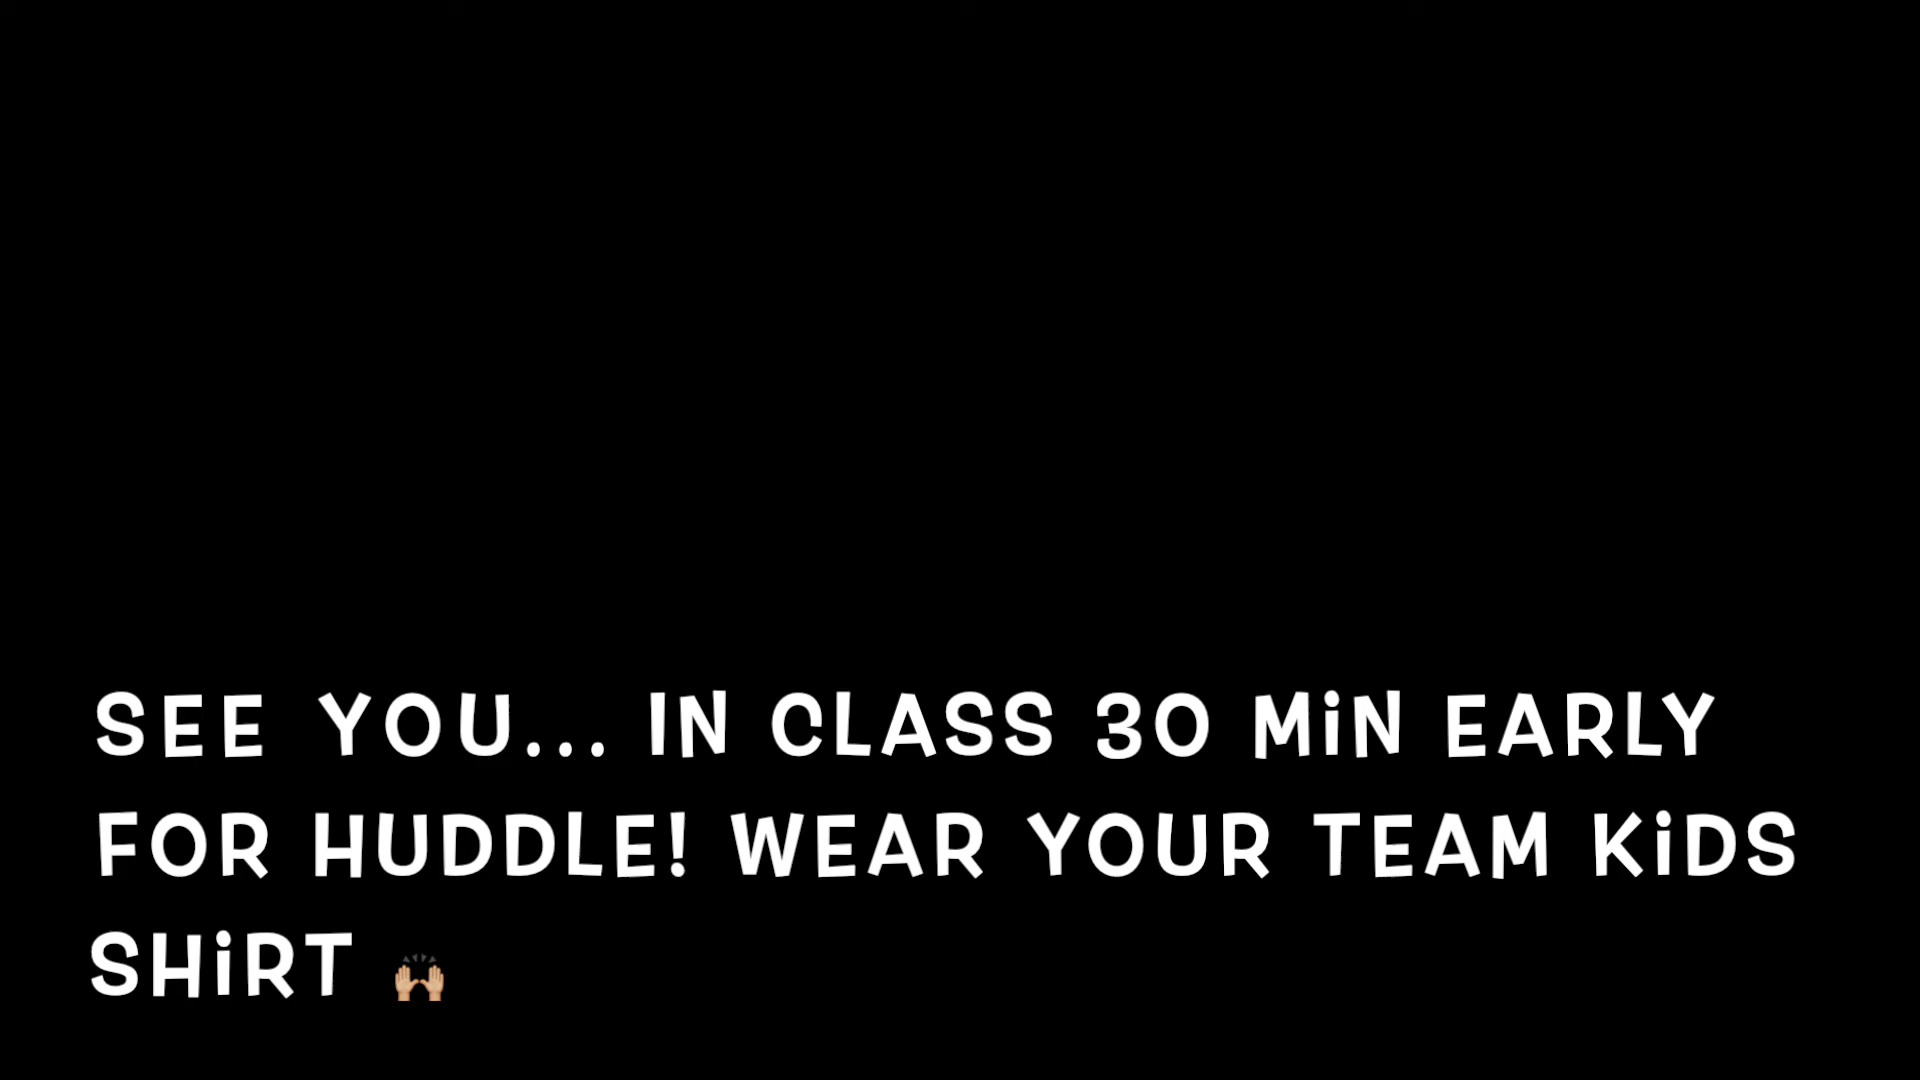 SEE YOU... IN CLASS 30 MiN EARLY
FOR HUDDLE! WEAR YOUR TEAM KiDS
SHiRT 🙌🏼